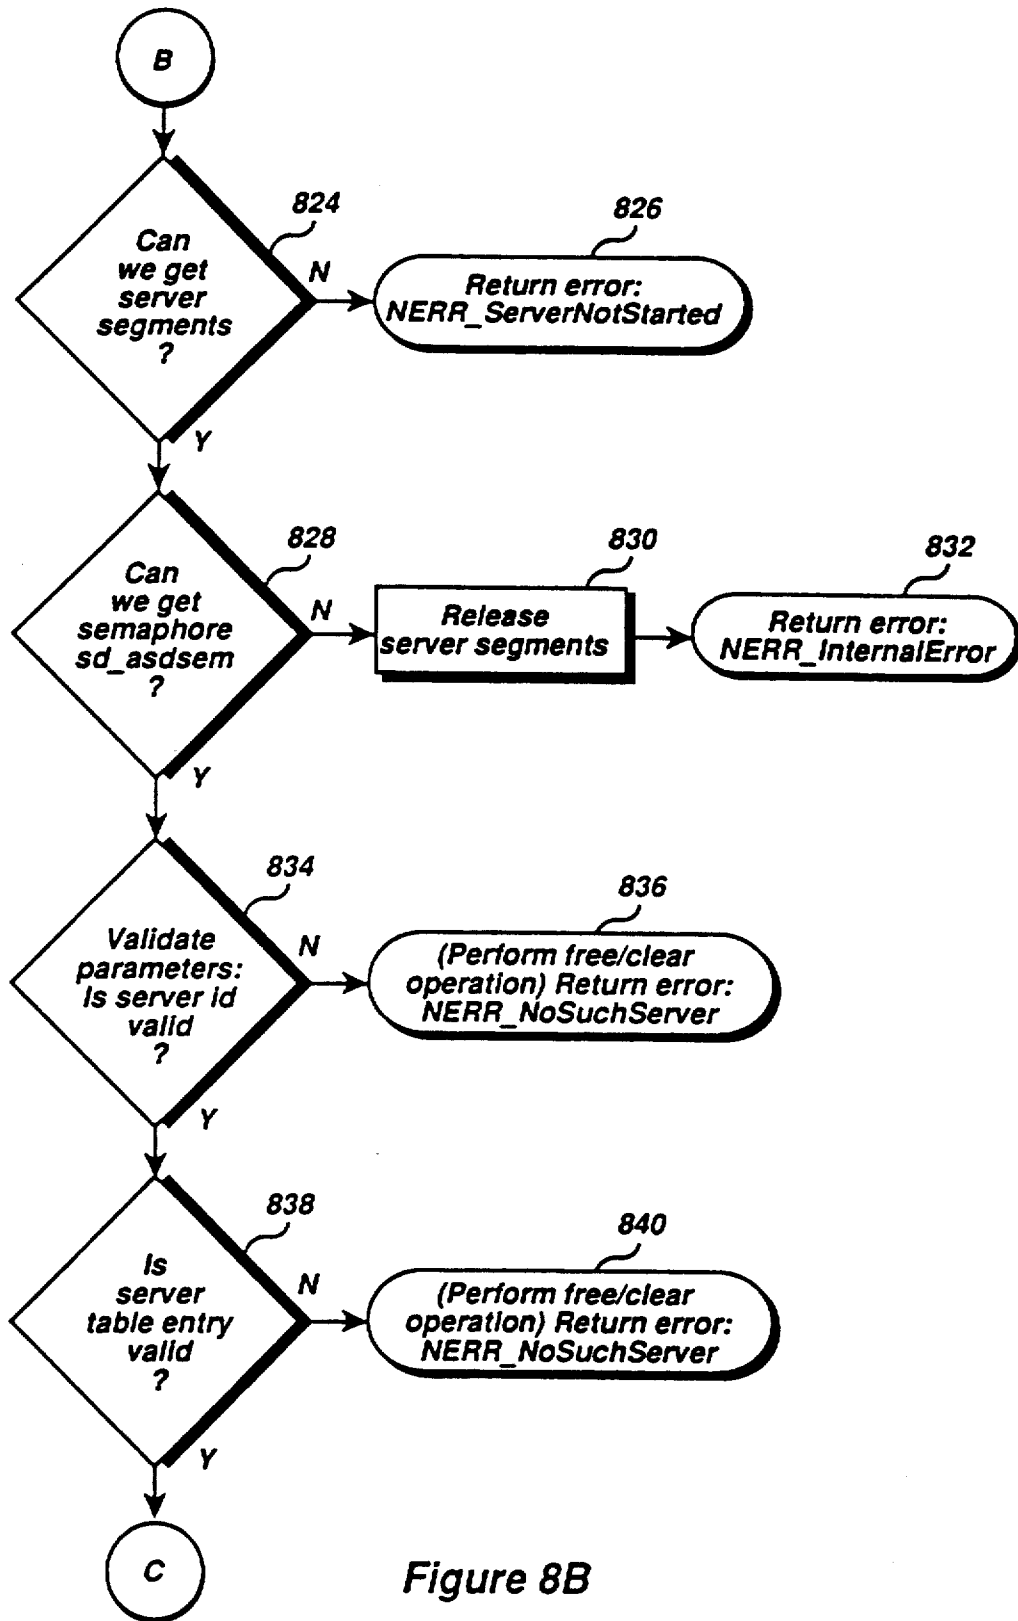 B
824
Can
we get
server
segments
?
N
Y
826
Return error:
NERR_ServerNotStarted
828
Can
we get
semaphore
sd_asdsem
?
N
Y
830
Release
server segments
832
Return error:
NERR_InternalError
834
Validate
parameters:
Is server id
valid
?
N
Y
836
(Perform free/clear
operation) Return error:
NERR_NoSuchServer
838
Is
server
table entry
valid
?
N
Y
840
(Perform free/clear
operation) Return error:
NERR_NoSuchServer
C
Figure 8B